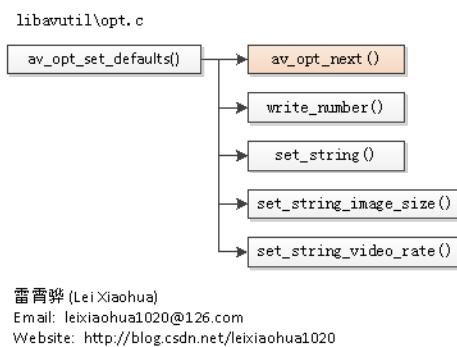 libavutil\opt.c
av_opt_set_defaults()
av_opt_next()
write_number()
set_string()
set_string_image_size()
set_string_video_rate()
雷霄骅 (Lei Xiaohua)
Email: leixiaohua1020@126.com
Website: http://blog.csdn.net/leixiaohua1020